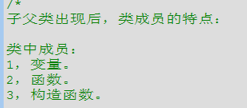 /*
子父类出现后，类成员的特点：
类中成员：
1，变量。
2，函数。
3，构造函数。